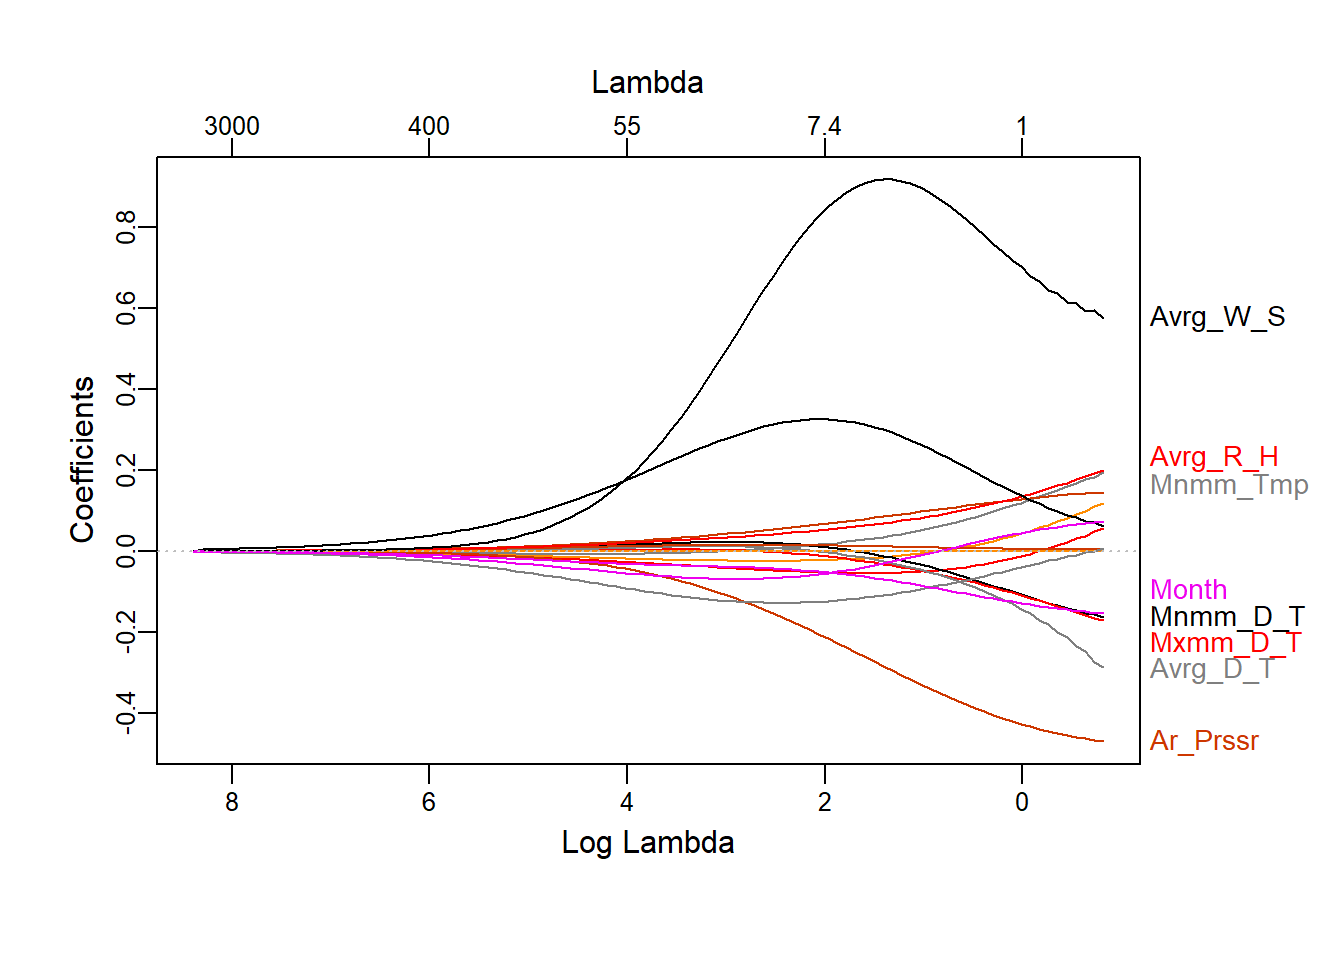 Lambda
3000 400 55 7.4 1
Coefficients
0.8
0.6
0.4
0.2
0.0
-0.2
-0.4
Avrg_W_S
Avrg_R_H
Mnmm_Tmp
Month
Mnmm_D_T
Mxmm_D_T
Avrg_D_T
Ar_Prssr
8 6 4 2 0
Log Lambda